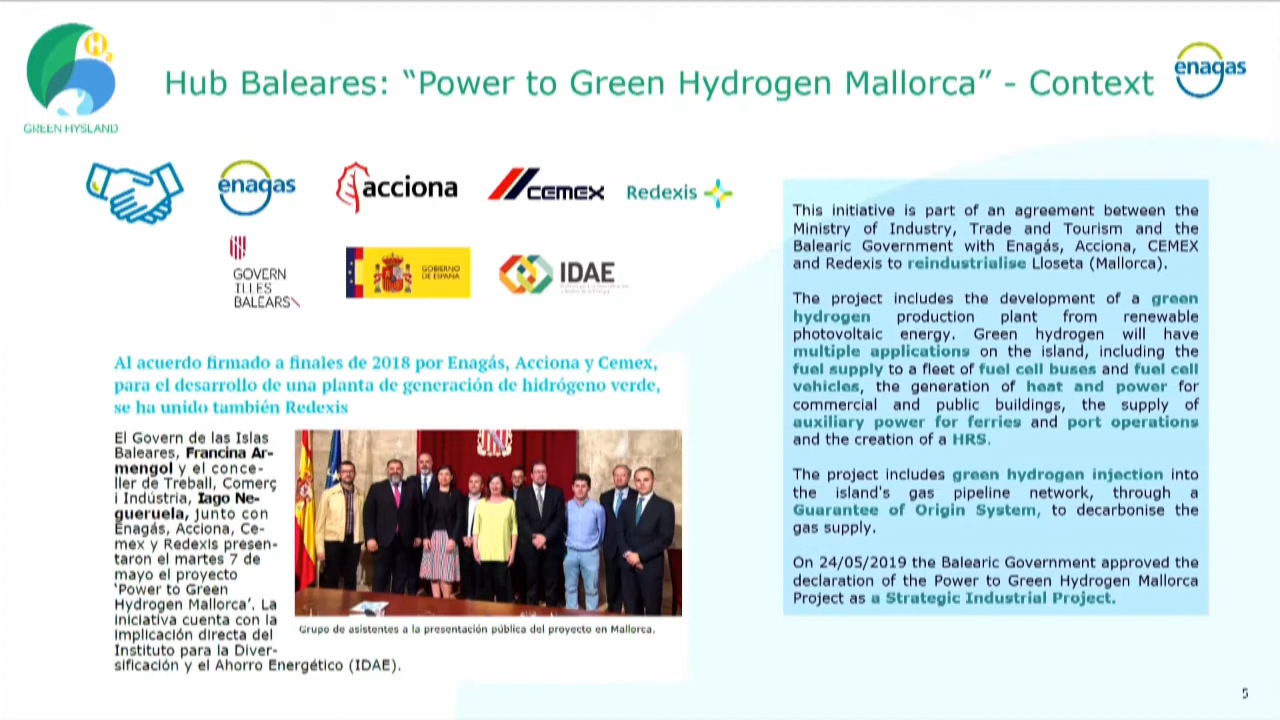 H2
GREEN HYSLAND
Hub Baleares: “Power to Green Hydrogen Mallorca” - Context
enagas
enagas
acciona
CEMEX
Redexis
GOVERN
ILLES
BALEARS
GOBIERNO
DE ESPAÑA
IDAE
Al acuerdo firmado a finales de 2018 por Enagás, Acciona y Cemex,
para el desarrollo de una planta de generación de hidrógeno verde,
se ha unido también Redexis
El Govern de las Islas
Baleares, Francina Ar-
mengol y el conce-
ller de Treball, Comerç
i Indústria, Iago Ne-
gueruela, junto con
Enagás, Acciona, Ce-
mex y Redexis presen-
taron el martes 7 de
mayo el proyecto
‘Power to Green
Hydrogen Mallorca’. La
iniciativa cuenta con la
implicación directa del
Instituto para la Diver-
sificación y el Ahorro Energético (IDAE).
Grupo de asistentes a la presentación pública del proyecto en Mallorca.
This initiative is part of an agreement between the
Ministry of Industry, Trade and Tourism and the
Balearic Government with Enagás, Acciona, CEMEX
and Redexis to reindustrialise Lloseta (Mallorca).
The project includes the development of a green
hydrogen production plant from renewable
photovoltaic energy. Green hydrogen will have
multiple applications on the island, including the
fuel supply to a fleet of fuel cell buses and fuel cell
vehicles, the generation of heat and power for
commercial and public buildings, the supply of
auxiliary power for ferries and port operations
and the creation of a HRS.
The project includes green hydrogen injection into
the island's gas pipeline network, through a
Guarantee of Origin System, to decarbonise the
gas supply.
On 24/05/2019 the Balearic Government approved the
declaration of the Power to Green Hydrogen Mallorca
Project as a Strategic Industrial Project.
5